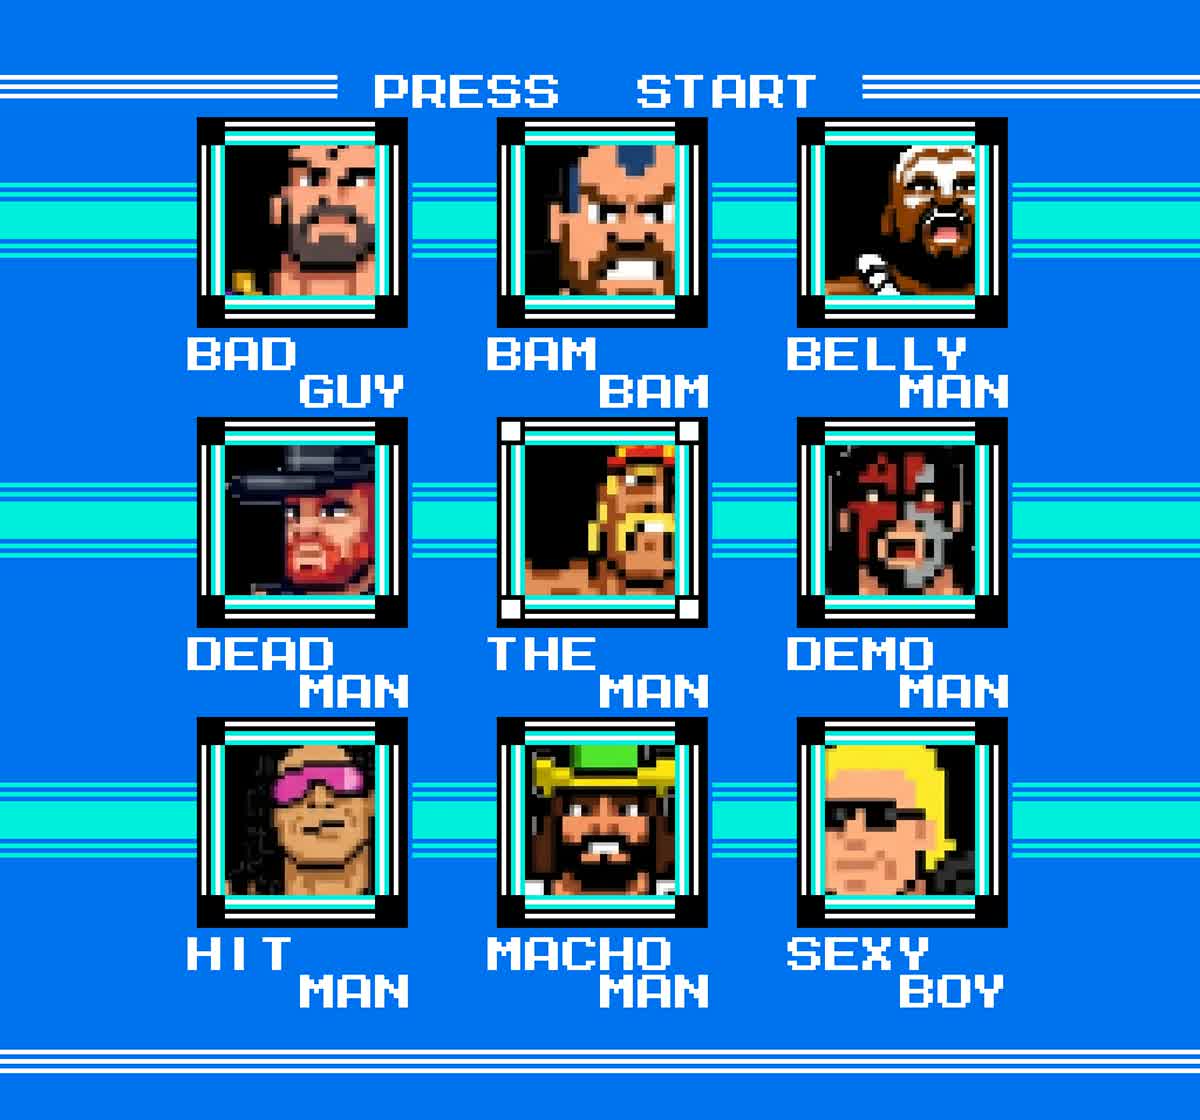 PRESS START
BAD
GUY
BAM
BAM
BELLY
MAN
DEAD
MAN
THE
MAN
DEMO
MAN
HIT
MAN
MACHO
MAN
SEXY
BOY